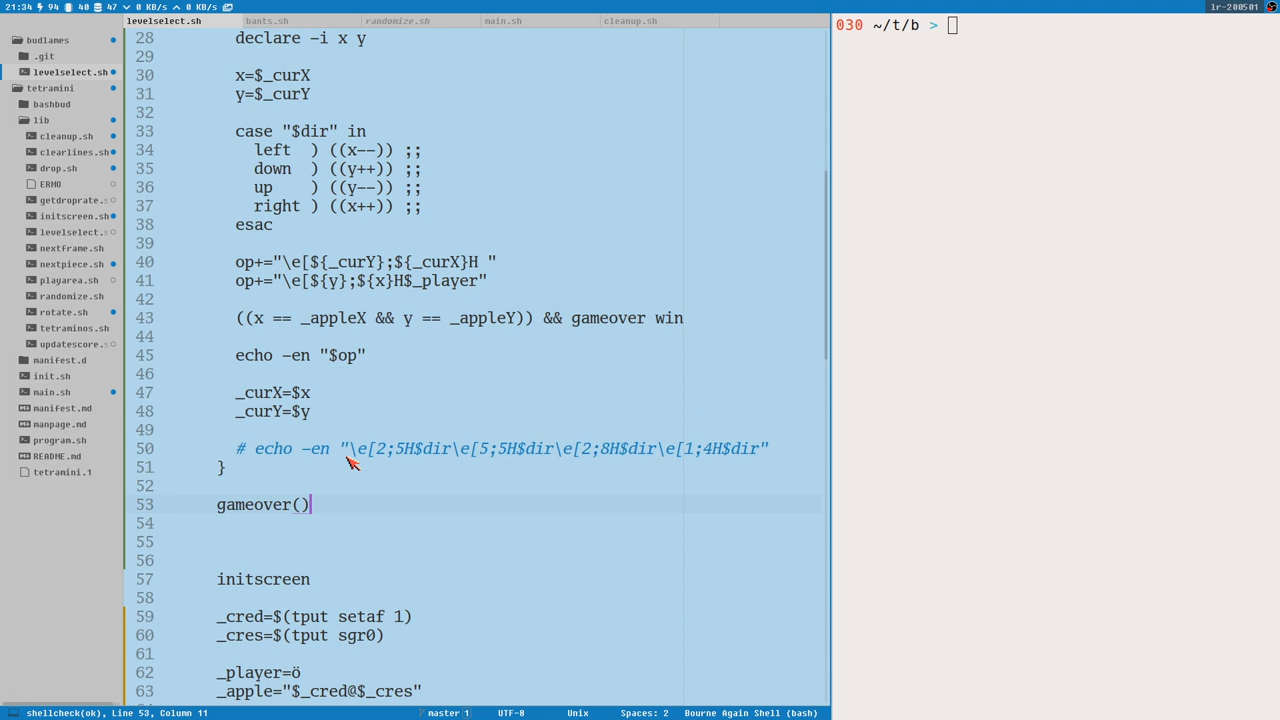 21:34 94 40 47 0 KB/s 0 KB/s lr-200501
levelselect.sh bants.sh randomize.sh main.sh cleanup.sh
budlames
.git
levelselect.sh
tetramini
bashbud
lib
cleanup.sh
clearlines.sh
drop.sh
ERMO
getdroprate.s
initscreen.sh
levelselect.s
nextframe.sh
nextpiece.sh
playarea.sh
randomize.sh
rotate.sh
tetraminos.sh
updatescore.s
manifest.d
init.sh
main.sh
manifest.md
manpage.md
program.sh
README.md
tetramini.1
28 declare -i x y
29
30 x=$_curX
31 y=$_curY
32
33 case "$dir" in
34 left ) ((x--)) ;;
35 down ) ((y++)) ;;
36 up ) ((y--)) ;;
37 right ) ((x++)) ;;
38 esac
39
40 op+="\e[${_curY};${_curX}H "
41 op+="\e[${y};${x}H$_player"
42
43 ((x == _appleX && y == _appleY)) && gameover win
44
45 echo -en "$op"
46
47 _curX=$x
48 _curY=$y
49
50 # echo -en "\e[2;5H$dir\e[5;5H$dir\e[2;8H$dir\e[1;4H$dir"
51 }
52
53 gameover()
54
55
56
57 initscreen
58
59 _cred=$(tput setaf 1)
60 _cres=$(tput sgr0)
61
62 _player=ö
63 _apple="$_cred@$_cres"
030 ~/t/b >
shellcheck(ok), Line 53, Column 11 master 1 UTF-8 Unix Spaces: 2 Bourne Again Shell (bash)